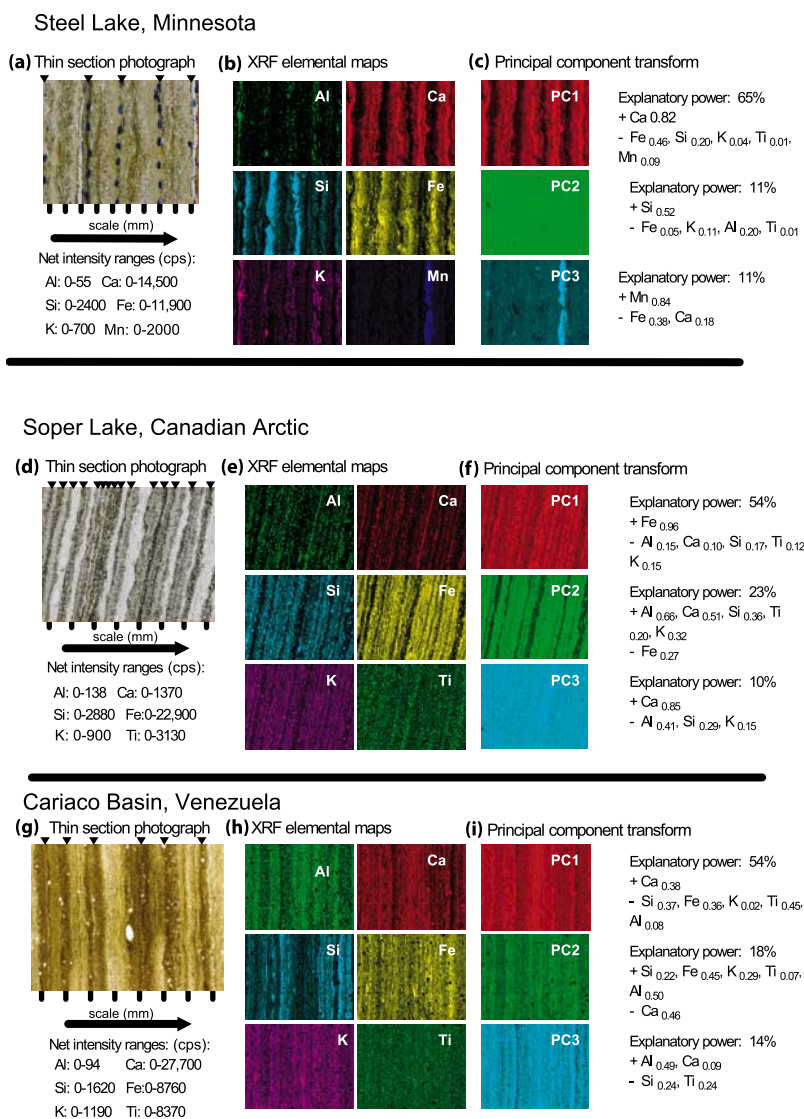 Steel Lake, Minnesota
(a) Thin section photograph
(b) XRF elemental maps
(c) Principal component transform
scale (mm)
Net intensity ranges (cps):
Al: 0-55 Ca: 0-14,500
Si: 0-2400 Fe: 0-11,900
K: 0-700 Mn: 0-2000
Al Ca
Si Fe
K Mn
PC1
Explanatory power: 65%
+ Ca 0.82
- Fe 0.46, Si 0.20, K 0.04, Ti 0.01,
Mn 0.09
PC2
Explanatory power: 11%
+ Si 0.52
- Fe 0.05, K 0.11, Al 0.20, Ti 0.01
PC3
Explanatory power: 11%
+ Mn 0.84
- Fe 0.38, Ca 0.18
Soper Lake, Canadian Arctic
(d) Thin section photograph
(e) XRF elemental maps
(f) Principal component transform
scale (mm)
Net intensity ranges (cps):
Al: 0-138 Ca: 0-1370
Si: 0-2880 Fe:0-22,900
K: 0-900 Ti: 0-3130
Al Ca
Si Fe
K Ti
PC1
Explanatory power: 54%
+ Fe 0.96
- Al 0.15, Ca 0.10, Si 0.17, Ti 0.12
K 0.15
PC2
Explanatory power: 23%
+ Al 0.66, Ca 0.51, Si 0.36, Ti
0.20, K 0.32
- Fe 0.27
PC3
Explanatory power: 10%
+ Ca 0.85
- Al 0.41, Si 0.29, K 0.15
Cariaco Basin, Venezuela
(g) Thin section photograph
(h) XRF elemental maps
(i) Principal component transform
scale (mm)
Net intensity ranges: (cps):
Al: 0-94 Ca: 0-27,700
Si: 0-1620 Fe:0-8760
K: 0-1190 Ti: 0-8370
Al Ca
Si Fe
K Ti
PC1
Explanatory power: 54%
+ Ca 0.38
- Si 0.37, Fe 0.36, K 0.02, Ti 0.45,
Al 0.08
PC2
Explanatory power: 18%
+ Si 0.22, Fe 0.45, K 0.29, Ti 0.07,
Al 0.50
- Ca 0.46
PC3
Explanatory power: 14%
+ Al 0.49, Ca 0.09
- Si 0.24, Ti 0.24